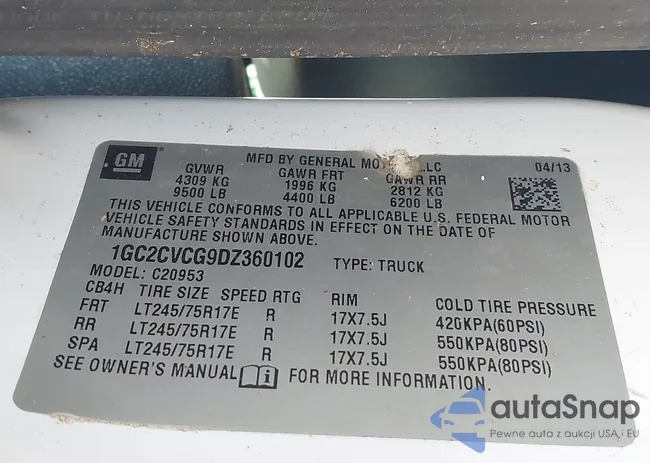 GM
MFD BY GENERAL MOTORS LLC
04/13
GVWR GAWR FRT GAWR RR
4309 KG 1996 KG 2812 KG
9500 LB 4400 LB 6200 LB
THIS VEHICLE CONFORMS TO ALL APPLICABLE U.S. FEDERAL MOTOR
VEHICLE SAFETY STANDARDS IN EFFECT ON THE DATE OF
MANUFACTURE SHOWN ABOVE.
1GC2CVCG9DZ360102 TYPE: TRUCK
MODEL: C20953
CB4H TIRE SIZE SPEED RTG RIM COLD TIRE PRESSURE
FRT LT245/75R17E R 17X7.5J 420KPA(60PSI)
RR LT245/75R17E R 17X7.5J 550KPA(80PSI)
SPA LT245/75R17E R 17X7.5J 550KPA(80PSI)
SEE OWNER'S MANUAL FOR MORE INFORMATION.
autaSnap
Pewne auta z aukcji USA i EU